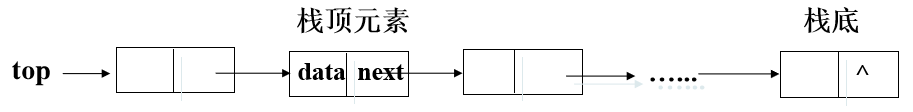 栈顶元素 栈底
top data next ...... ^